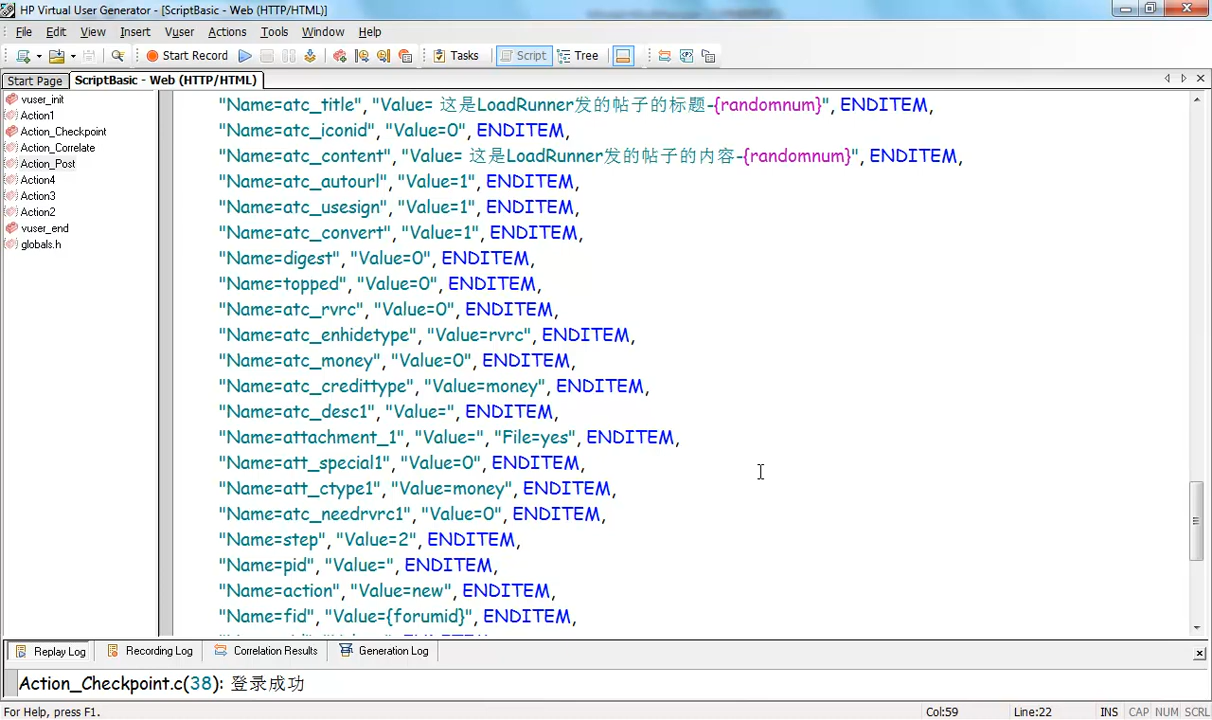 HP Virtual User Generator - [ScriptBasic - Web (HTTP/HTML)]
File Edit View Insert Vuser Actions Tools Window Help
Start Record Tasks Script Tree
Start Page ScriptBasic - Web (HTTP/HTML)
vuser_init
Action1
Action_Checkpoint
Action_Correlate
Action_Post
Action4
Action3
Action2
vuser_end
globals.h
"Name=atc_title", "Value= 这是LoadRunner发的帖子的标题-{randomnum}", ENDITEM,
"Name=atc_iconid", "Value=0", ENDITEM,
"Name=atc_content", "Value= 这是LoadRunner发的帖子的内容-{randomnum}", ENDITEM,
"Name=atc_autourl", "Value=1", ENDITEM,
"Name=atc_usesign", "Value=1", ENDITEM,
"Name=atc_convert", "Value=1", ENDITEM,
"Name=digest", "Value=0", ENDITEM,
"Name=topped", "Value=0", ENDITEM,
"Name=atc_rvrc", "Value=0", ENDITEM,
"Name=atc_enhidetype", "Value=rvrc", ENDITEM,
"Name=atc_money", "Value=0", ENDITEM,
"Name=atc_credittype", "Value=money", ENDITEM,
"Name=atc_desc1", "Value=", ENDITEM,
"Name=attachment_1", "Value=", "File=yes", ENDITEM,
"Name=att_special1", "Value=0", ENDITEM,
"Name=att_ctype1", "Value=money", ENDITEM,
"Name=atc_needrvrc1", "Value=0", ENDITEM,
"Name=step", "Value=2", ENDITEM,
"Name=pid", "Value=", ENDITEM,
"Name=action", "Value=new", ENDITEM,
"Name=fid", "Value={forumid}", ENDITEM,
Replay Log Recording Log Correlation Results Generation Log
Action_Checkpoint.c(38): 登录成功
For Help, press F1. Col:59 Line:22 INS CAP NUM SCRL